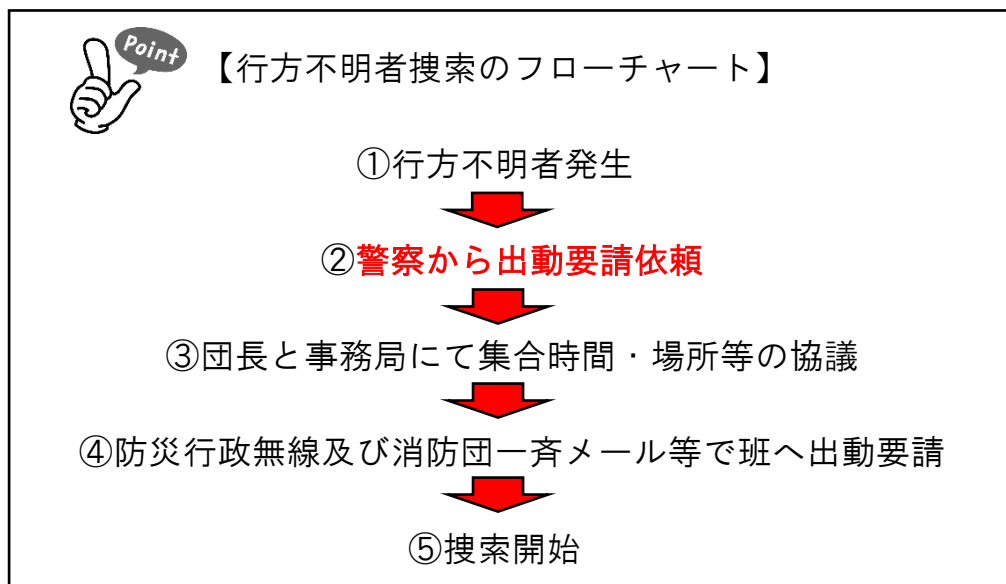 Point
【行方不明者捜索のフローチャート】
①行方不明者発生
②警察から出動要請依頼
③団長と事務局にて集合時間・場所等の協議
④防災行政無線及び消防団一斉メール等で班へ出動要請
⑤捜索開始